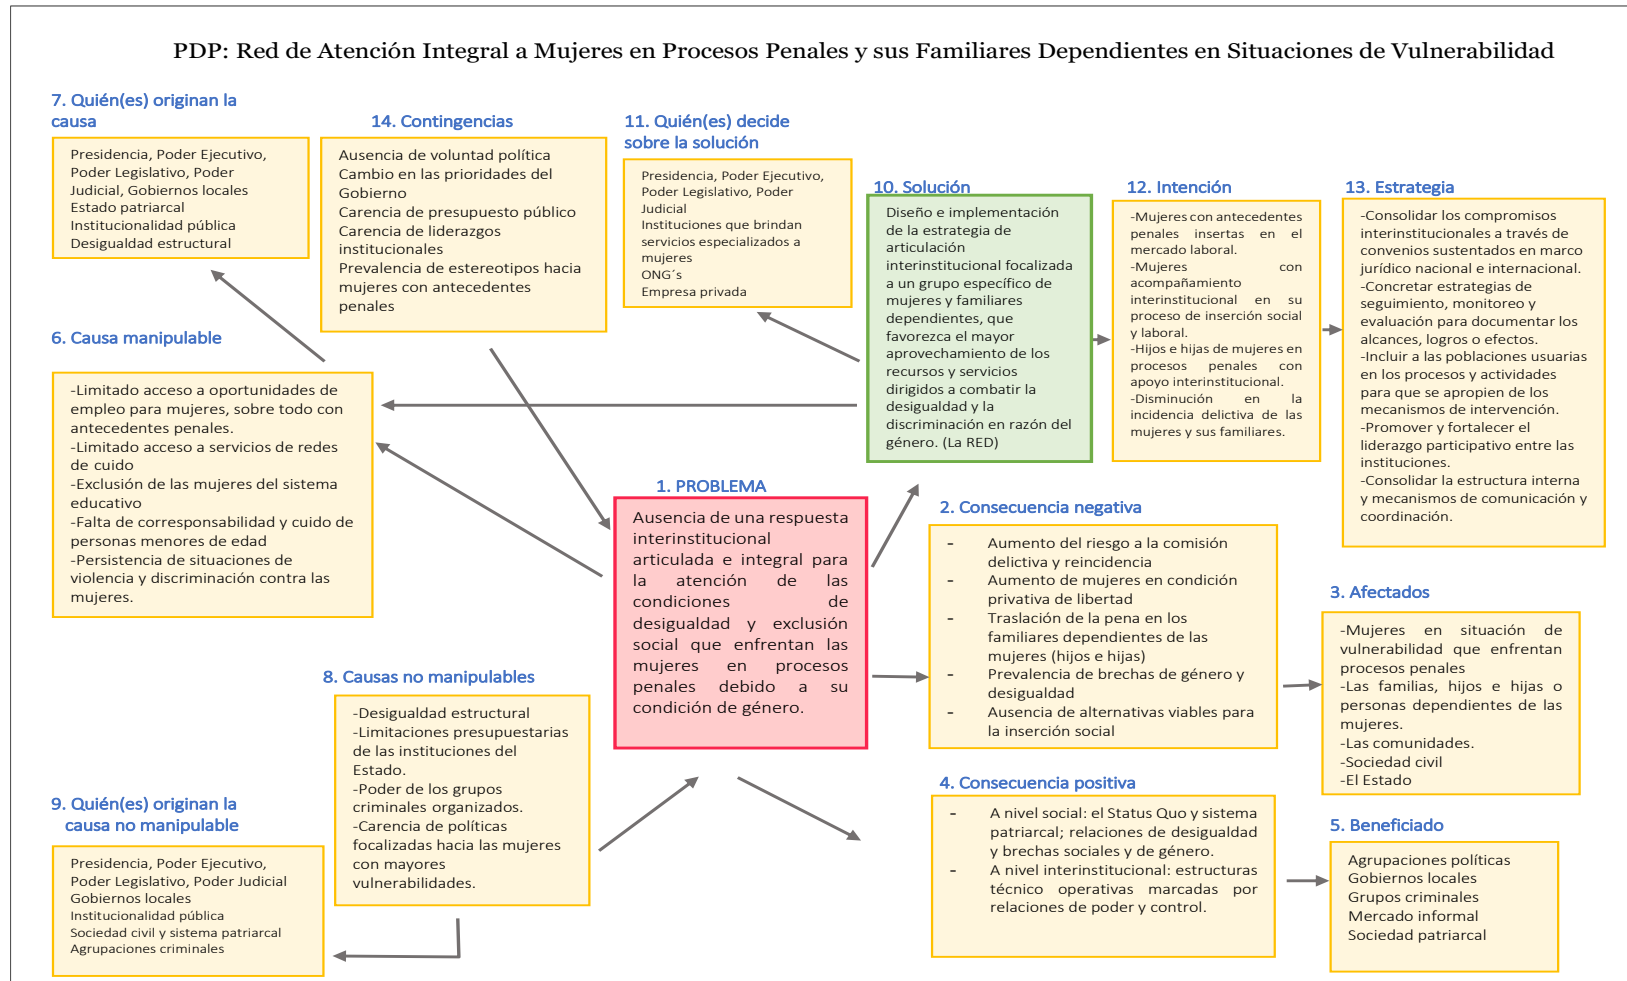 PDP: Red de Atención Integral a Mujeres en Procesos Penales y sus Familiares Dependientes en Situaciones de Vulnerabilidad
7. Quién(es) originan la
causa
Presidencia, Poder Ejecutivo,
Poder Legislativo, Poder
Judicial, Gobiernos locales
Estado patriarcal
Institucionalidad pública
Desigualdad estructural
14. Contingencias
Ausencia de voluntad política
Cambio en las prioridades del
Gobierno
Carencia de presupuesto público
Carencia de liderazgos
institucionales
Prevalencia de estereotipos hacia
mujeres con antecedentes
penales
11. Quién(es) decide
sobre la solución
Presidencia, Poder Ejecutivo,
Poder Legislativo, Poder
Judicial
Instituciones que brindan
servicios especializados a
mujeres
ONG´s
Empresa privada
10. Solución
Diseño e implementación
de la estrategia de
articulación
interinstitucional focalizada
a un grupo específico de
mujeres y familiares
dependientes, que
favorezca el mayor
aprovechamiento de los
recursos y servicios
dirigidos a combatir la
desigualdad y la
discriminación en razón del
género. (La RED)
12. Intención
-Mujeres con antecedentes
penales insertas en el
mercado laboral.
-Mujeres con
acompañamiento
interinstitucional en su
proceso de inserción social
y laboral.
-Hijos e hijas de mujeres en
procesos penales con
apoyo interinstitucional.
-Disminución en la
incidencia delictiva de las
mujeres y sus familiares.
13. Estrategia
-Consolidar los compromisos
interinstitucionales a través de
convenios sustentados en marco
jurídico nacional e internacional.
-Concretar estrategias de
seguimiento, monitoreo y
evaluación para documentar los
alcances, logros o efectos.
-Incluir a las poblaciones usuarias
en los procesos y actividades
para que se apropien de los
mecanismos de intervención.
-Promover y fortalecer el
liderazgo participativo entre las
instituciones.
-Consolidar la estructura interna
y mecanismos de comunicación y
coordinación.
6. Causa manipulable
-Limitado acceso a oportunidades de
empleo para mujeres, sobre todo con
antecedentes penales.
-Limitado acceso a servicios de redes
de cuido
-Exclusión de las mujeres del sistema
educativo
-Falta de corresponsabilidad y cuido de
personas menores de edad
-Persistencia de situaciones de
violencia y discriminación contra las
mujeres.
1. PROBLEMA
Ausencia de una respuesta
interinstitucional
articulada e integral para
la atención de las
condiciones de
desigualdad y exclusión
social que enfrentan las
mujeres en procesos
penales debido a su
condición de género.
2. Consecuencia negativa
- Aumento del riesgo a la comisión
delictiva y reincidencia
- Aumento de mujeres en condición
privativa de libertad
- Traslación de la pena en los
familiares dependientes de las
mujeres (hijos e hijas)
- Prevalencia de brechas de género y
desigualdad
- Ausencia de alternativas viables para
la inserción social
3. Afectados
-Mujeres en situación de
vulnerabilidad que enfrentan
procesos penales
-Las familias, hijos e hijas o
personas dependientes de las
mujeres.
-Las comunidades.
-Sociedad civil
-El Estado
8. Causas no manipulables
-Desigualdad estructural
-Limitaciones presupuestarias
de las instituciones del
Estado.
-Poder de los grupos
criminales organizados.
-Carencia de políticas
focalizadas hacia las mujeres
con mayores
vulnerabilidades.
9. Quién(es) originan la
causa no manipulable
Presidencia, Poder Ejecutivo,
Poder Legislativo, Poder Judicial
Gobiernos locales
Institucionalidad pública
Sociedad civil y sistema patriarcal
Agrupaciones criminales
4. Consecuencia positiva
- A nivel social: el Status Quo y sistema
patriarcal; relaciones de desigualdad
y brechas sociales y de género.
- A nivel interinstitucional: estructuras
técnico operativas marcadas por
relaciones de poder y control.
5. Beneficiado
Agrupaciones políticas
Gobiernos locales
Grupos criminales
Mercado informal
Sociedad patriarcal